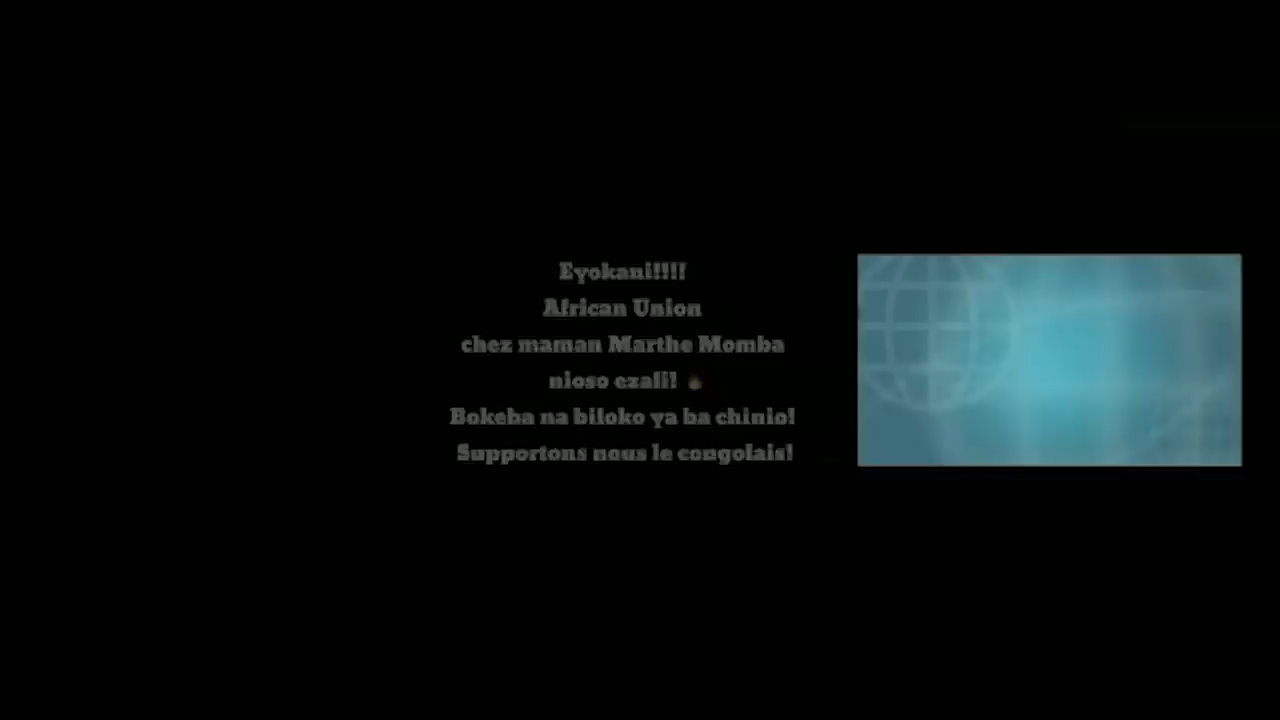 Eyokani!!!!
African Union
chez maman Marthe Momba
nioso ezali!
Bokeba na biloko ya ba chinio!
Supportons nous le congolais!